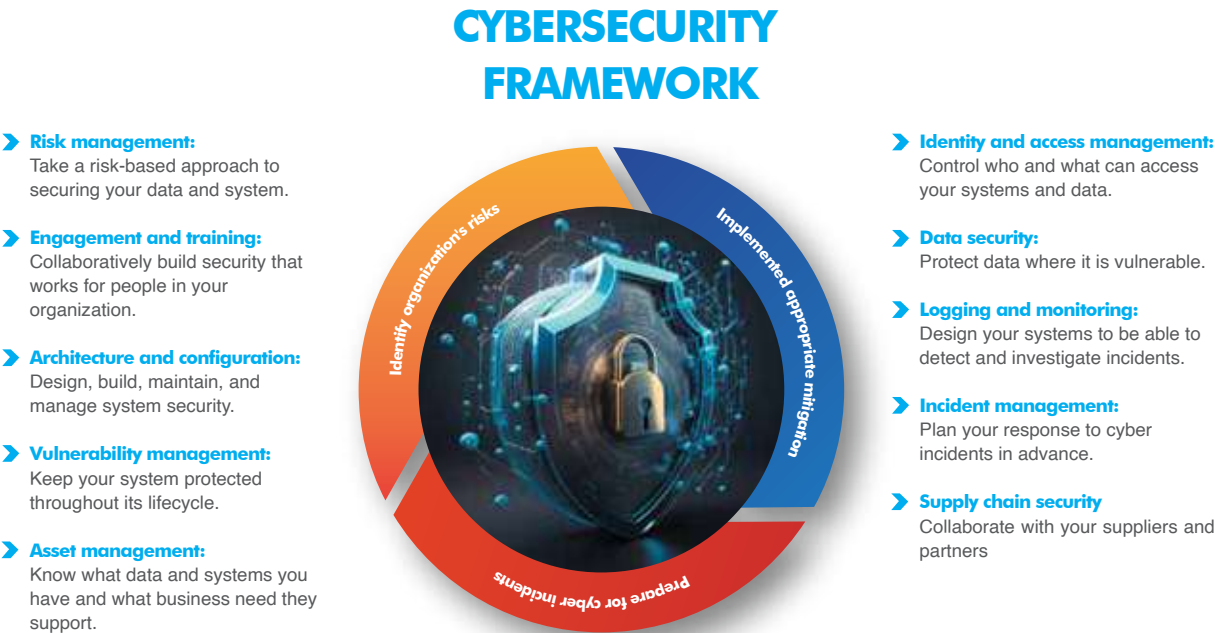 CYBERSECURITY
FRAMEWORK
Risk management:
Take a risk-based approach to
securing your data and system.
Engagement and training:
Collaboratively build security that
works for people in your
organization.
Architecture and configuration:
Design, build, maintain, and
manage system security.
Vulnerability management:
Keep your system protected
throughout its lifecycle.
Asset management:
Know what data and systems you
have and what business need they
support.
Identify organization's risks
Implemented appropriate mitigation
Prepare for cyber incidents
Identity and access management:
Control who and what can access
your systems and data.
Data security:
Protect data where it is vulnerable.
Logging and monitoring:
Design your systems to be able to
detect and investigate incidents.
Incident management:
Plan your response to cyber
incidents in advance.
Supply chain security
Collaborate with your suppliers and
partners